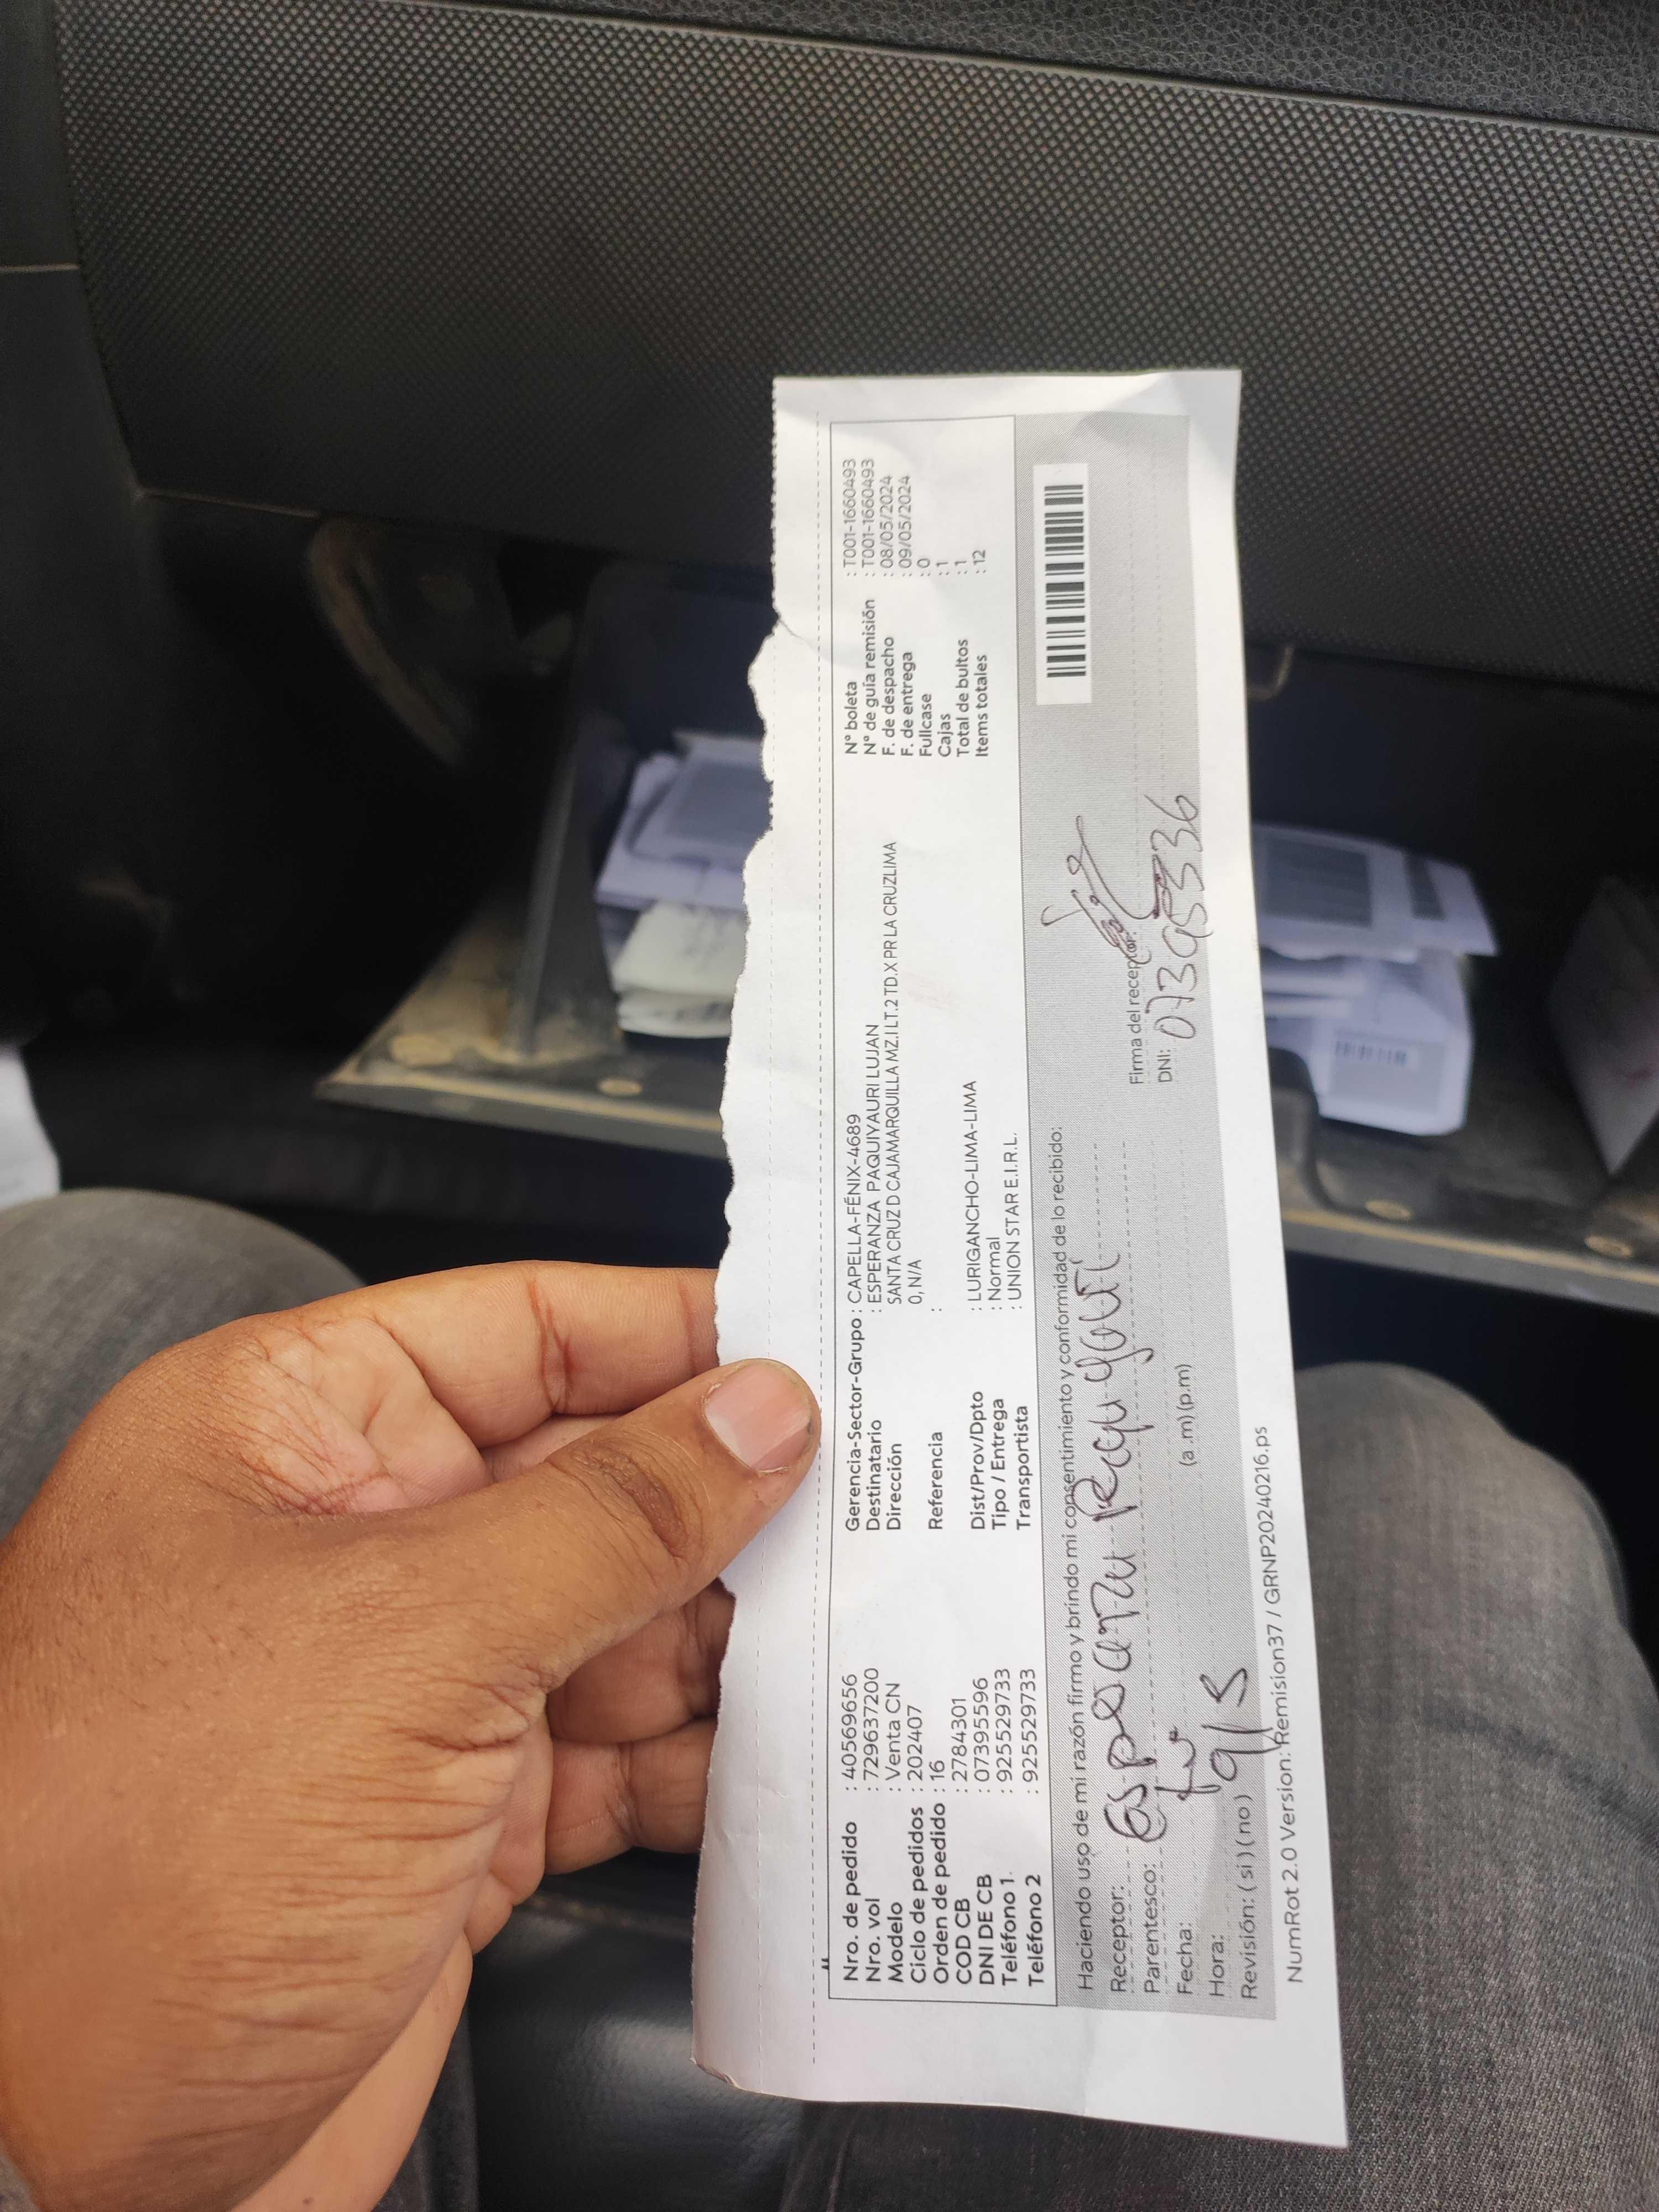 Nro. de pedido : 40569656
Nro. vol : 729637200
Modelo : Venta CN
Ciclo de pedidos : 202407
Orden de pedido : 16
COD CB : 2784301
DNI DE CB : 07395596
Teléfono 1. : 925529733
Teléfono 2 : 925529733
Gerencia-Sector-Grupo : CAPELLA-FÉNIX-4689
Destinatario : ESPERANZA PAQUIYAURI LUJAN
Dirección SANTA CRUZ D CAJAMARQUILLA MZ.I LT.2 TD.X PR LA CRUZLIMA
0, N/A
Referencia :
Dist/Prov/Dpto : LURIGANCHO-LIMA-LIMA
Tipo / Entrega : Normal
Transportista : UNION STAR E.I.R.L.
N° boleta : T001-1660493
N° de guía remisión : T001-1660493
F. de despacho : 08/05/2024
F. de entrega : 09/05/2024
Fullcase : 0
Cajas : 1
Total de bultos : 1
Items totales : 12
Haciendo uso de mi razón firmo y brindo mi consentimiento y conformidad de lo recibido:
Receptor: Esperanza
Parentesco:
Fecha: 9/5
Hora: (a .m) (p.m)
Revisión: ( si ) ( no )
Firma del receptor:
DNI:
NumRot 2.0 Version: Remision37 / GRNP20240216.ps